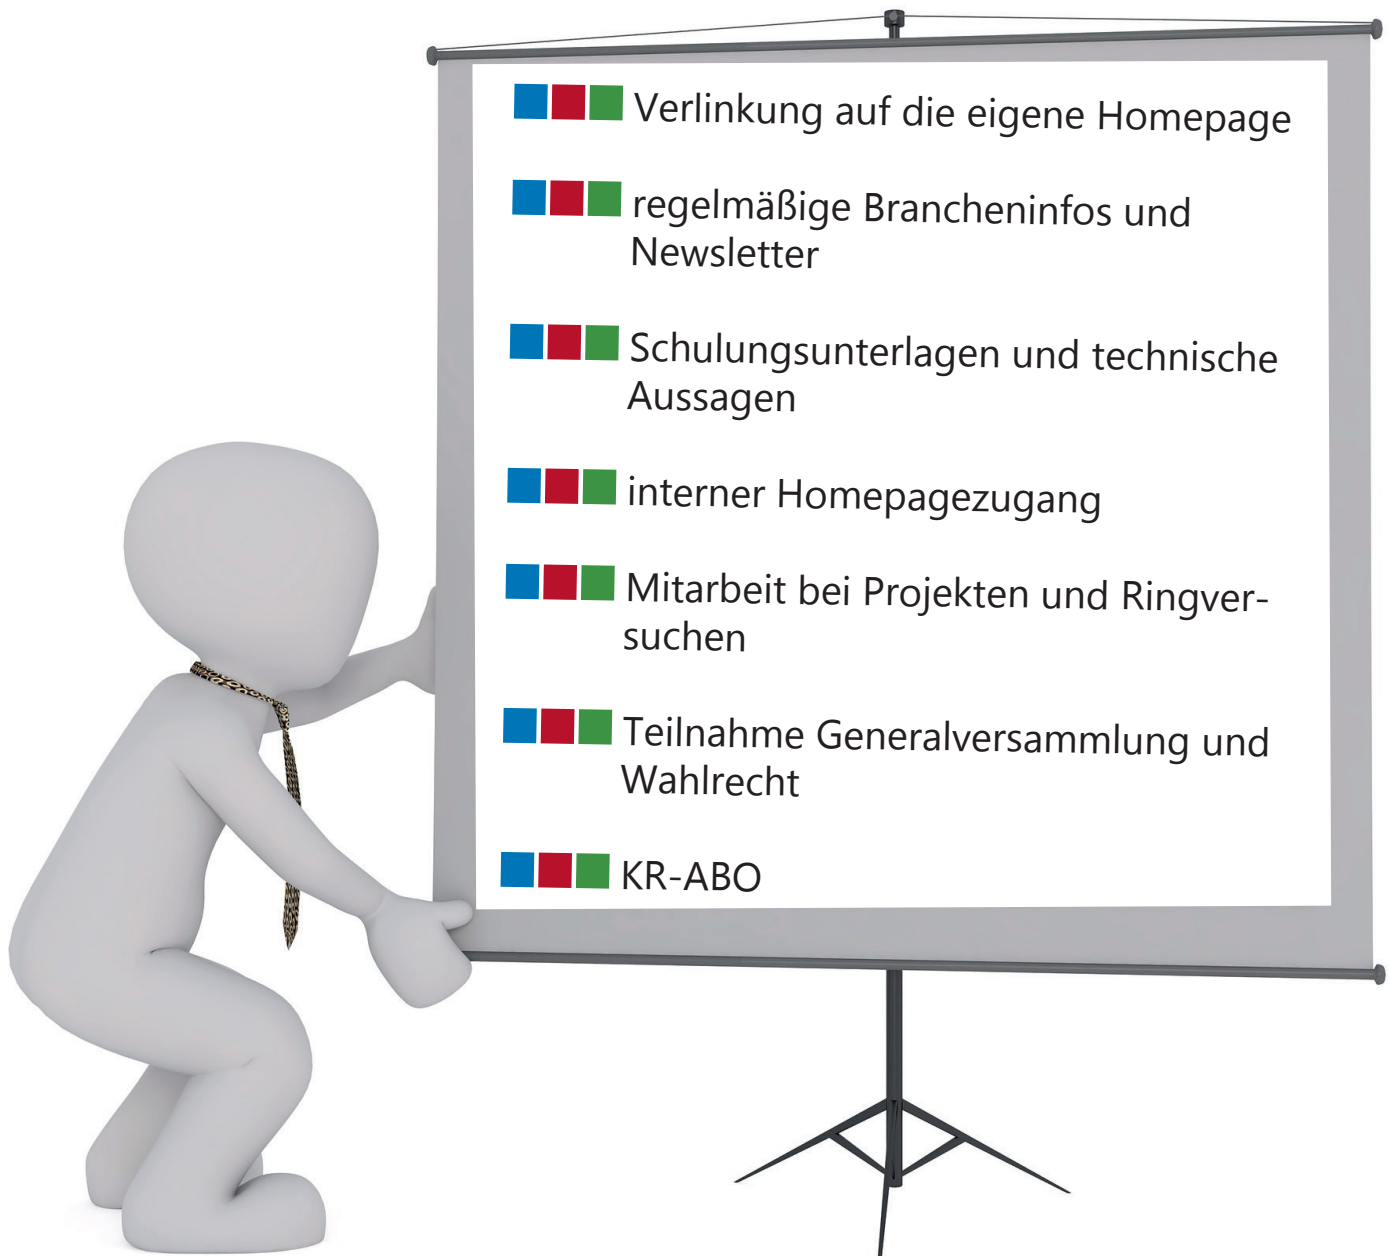 Verlinkung auf die eigene Homepage
regelmäßige Brancheninfos und
Newsletter
Schulungsunterlagen und technische
Aussagen
interner Homepagezugang
Mitarbeit bei Projekten und Ringver-
suchen
Teilnahme Generalversammlung und
Wahlrecht
KR-ABO